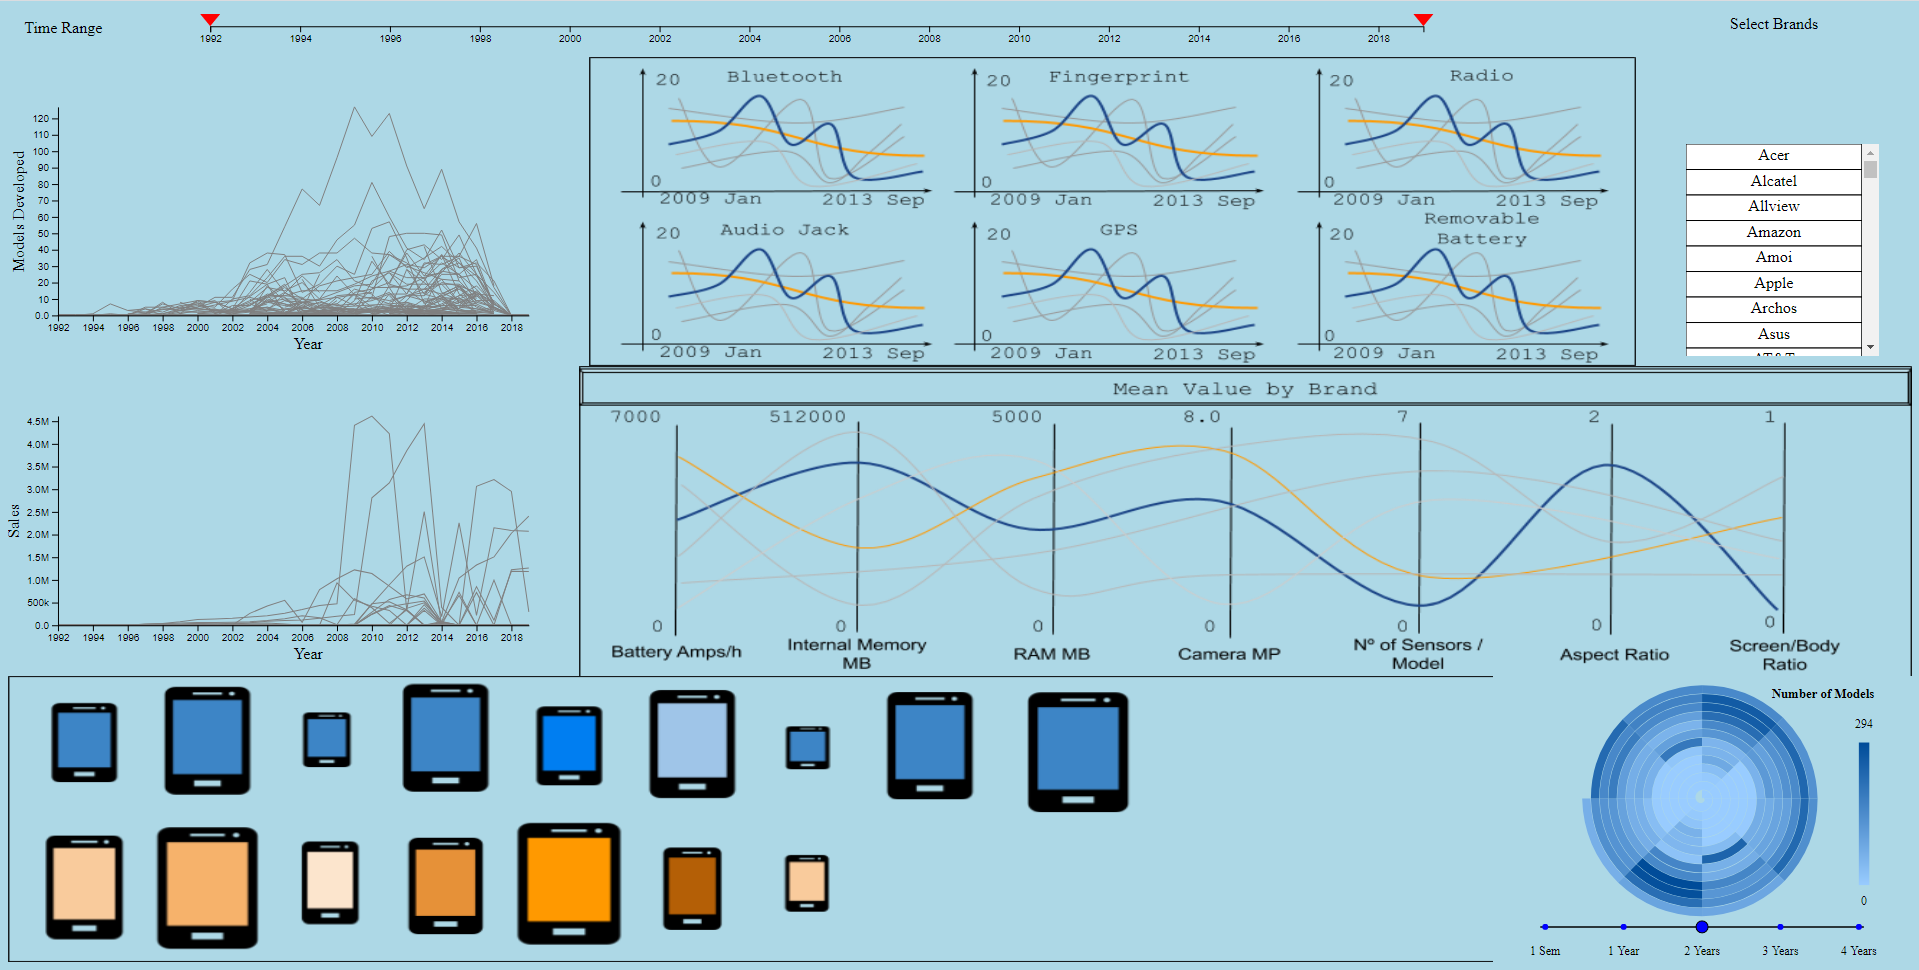 Time Range
1992 1994 1996 1998 2000 2002 2004 2006 2008 2010 2012 2014 2016 2018
Select Brands
Models Developed
120
110
100
90
80
70
60
50
40
30
20
10
0.0
1992 1994 1996 1998 2000 2002 2004 2006 2008 2010 2012 2014 2016 2018
Year
20 Bluetooth
0
2009 Jan 2013 Sep
20 Fingerprint
0
2009 Jan 2013 Sep
20 Radio
0
2009 Jan 2013 Sep
20 Audio Jack
0
2009 Jan 2013 Sep
20 GPS
0
2009 Jan 2013 Sep
Removable
20 Battery
0
2009 Jan 2013 Sep
Acer
Alcatel
Allview
Amazon
Amoi
Apple
Archos
Asus
Sales
4.5M
4.0M
3.5M
3.0M
2.5M
2.0M
1.5M
1.0M
500k
0.0
1992 1994 1996 1998 2000 2002 2004 2006 2008 2010 2012 2014 2016 2018
Year
Mean Value by Brand
7000 512000 5000 8.0 7 2 1
0 0 0 0 0 0 0
Battery Amps/h
Internal Memory
MB
RAM MB
Camera MP
Nº of Sensors /
Model
Aspect Ratio
Screen/Body
Ratio
Number of Models
294
0
1 Sem 1 Year 2 Years 3 Years 4 Years